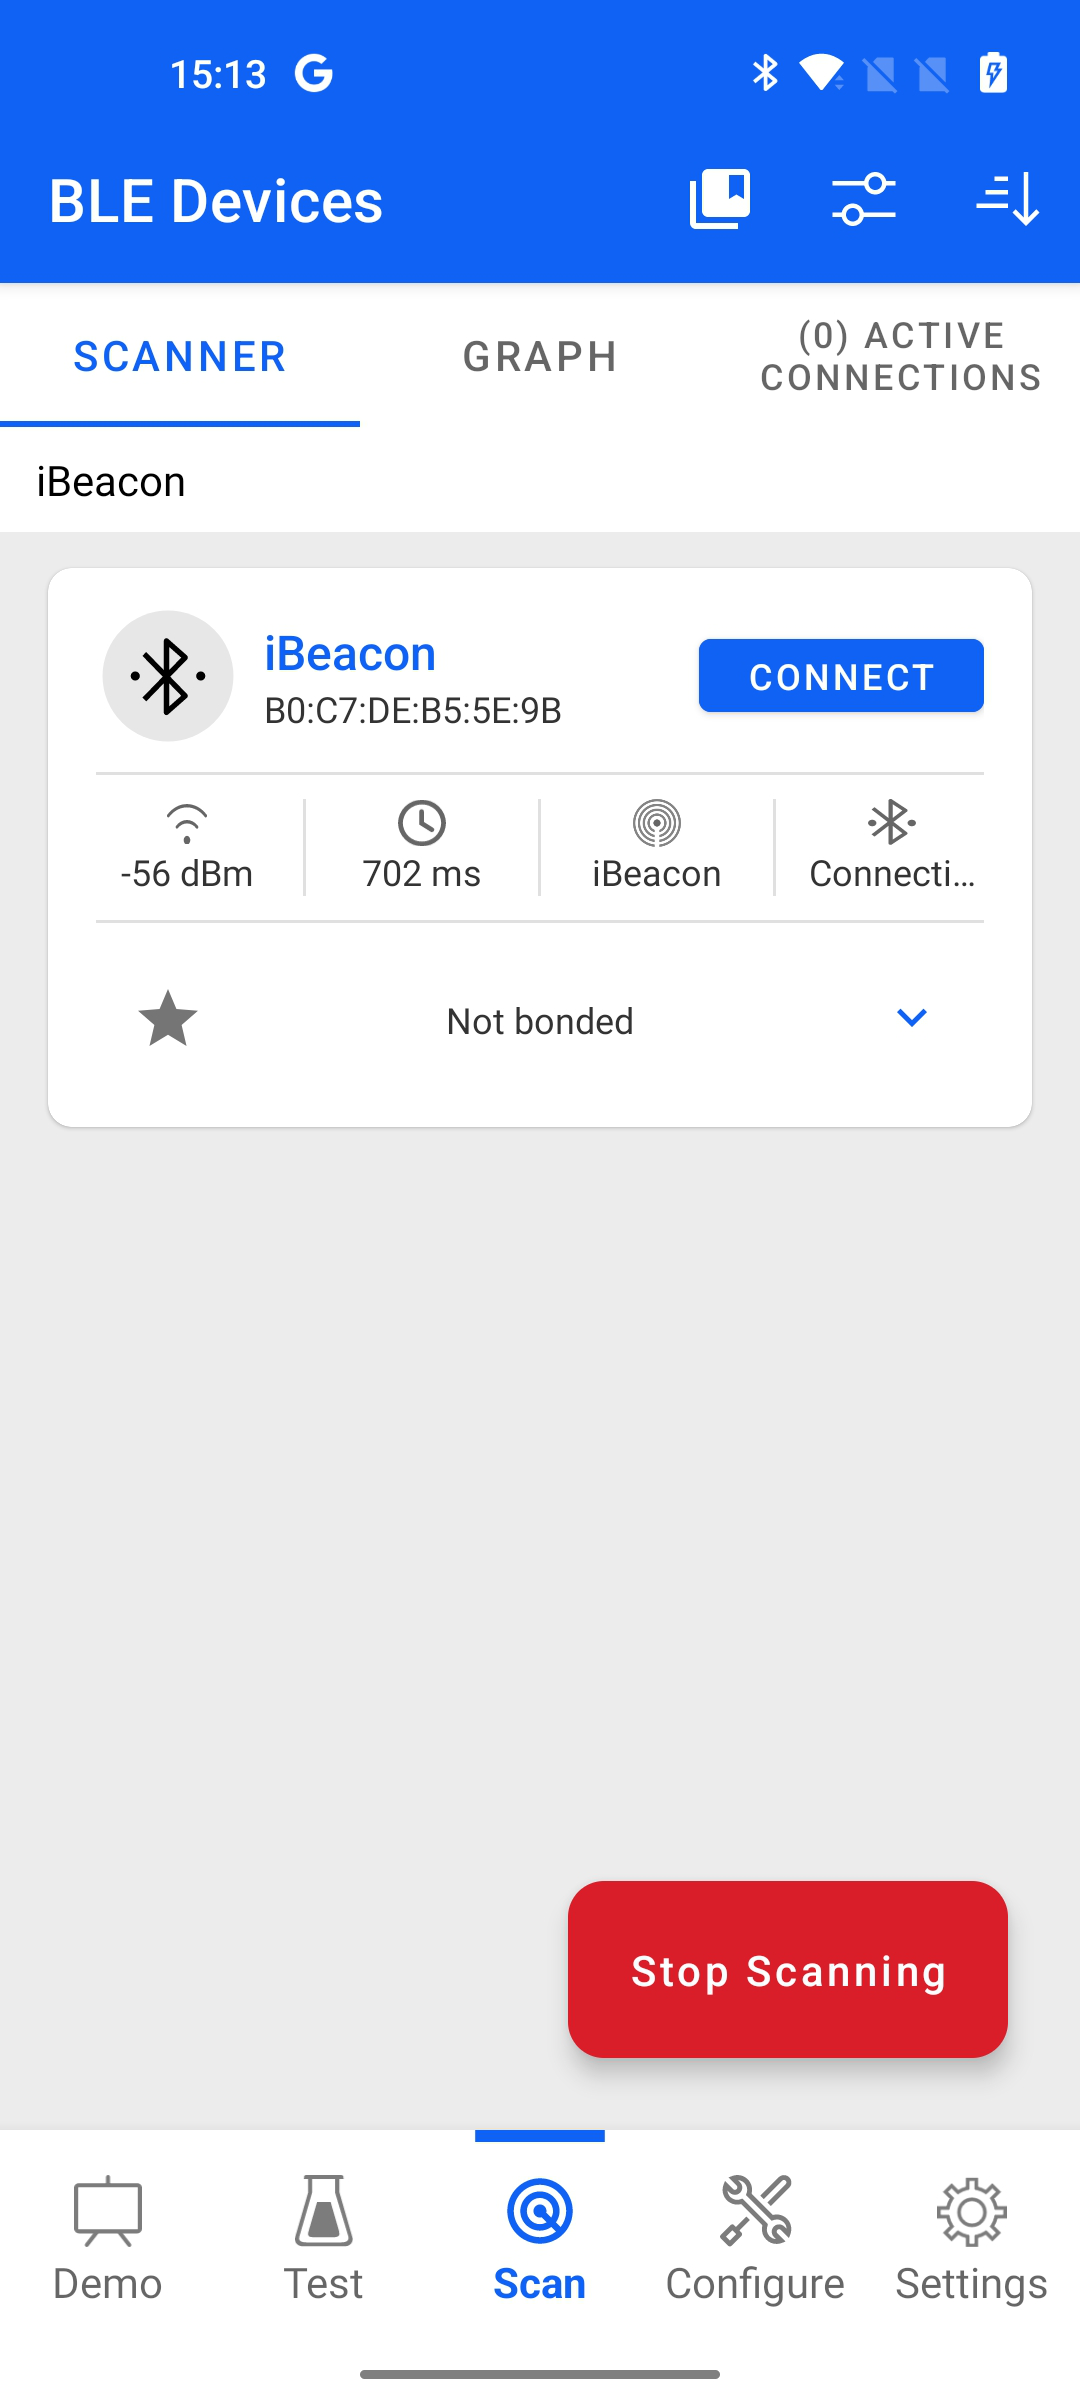 15:13
BLE Devices
SCANNER
GRAPH
(0) ACTIVE
CONNECTIONS
iBeacon
iBeacon
B0:C7:DE:B5:5E:9B
CONNECT
-56 dBm
702 ms
iBeacon
Connecti...
Not bonded
Stop Scanning
Demo
Test
Scan
Configure
Settings